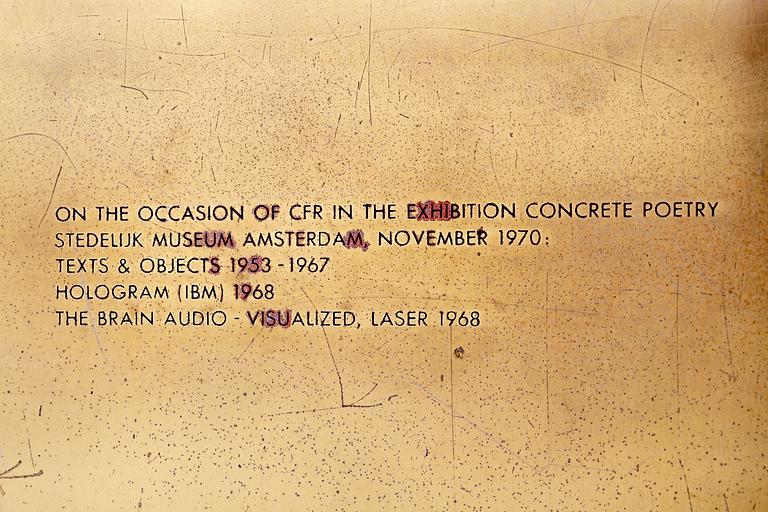 ON THE OCCASION OF CFR IN THE EXHIBITION CONCRETE POETRY
STEDELIJK MUSEUM AMSTERDAM, NOVEMBER 1970:
TEXTS & OBJECTS 1953 - 1967
HOLOGRAM (IBM) 1968
THE BRAIN AUDIO - VISUALIZED, LASER 1968